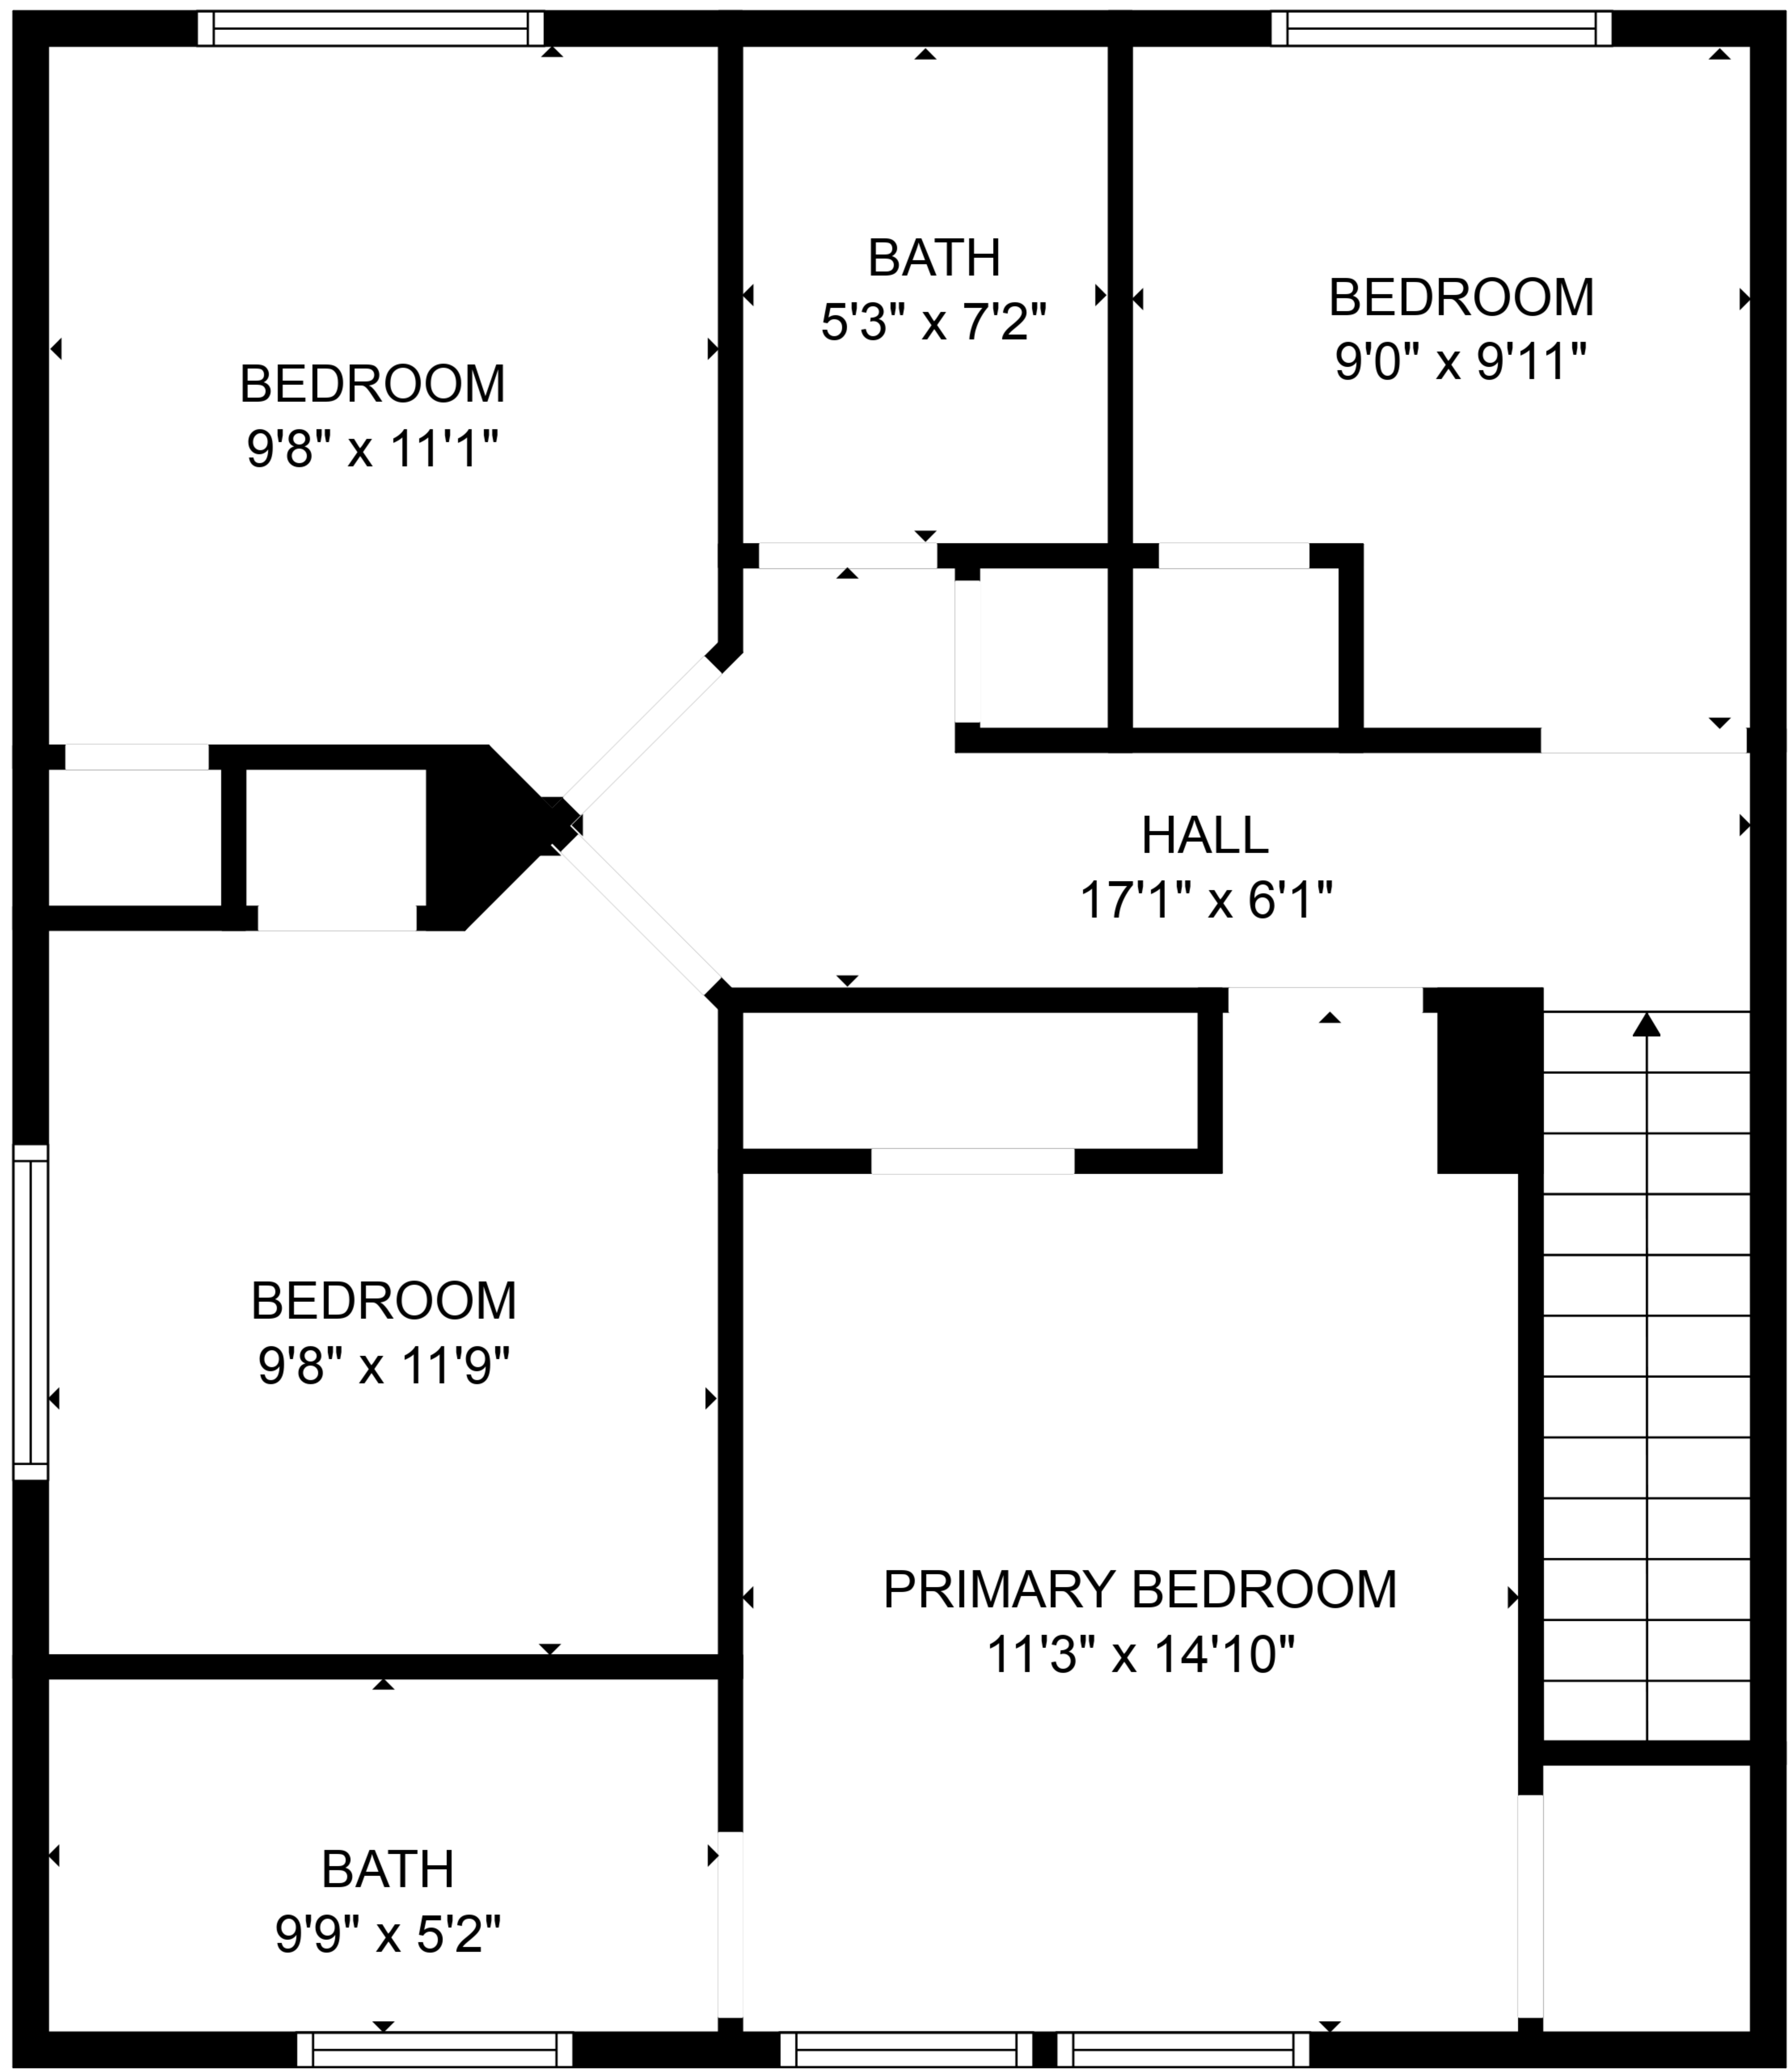 BATH
5'3" x 7'2"
BEDROOM
9'0" x 9'11"
BEDROOM
9'8" x 11'1"
HALL
17'1" x 6'1"
BEDROOM
9'8" x 11'9"
PRIMARY BEDROOM
11'3" x 14'10"
BATH
9'9" x 5'2"